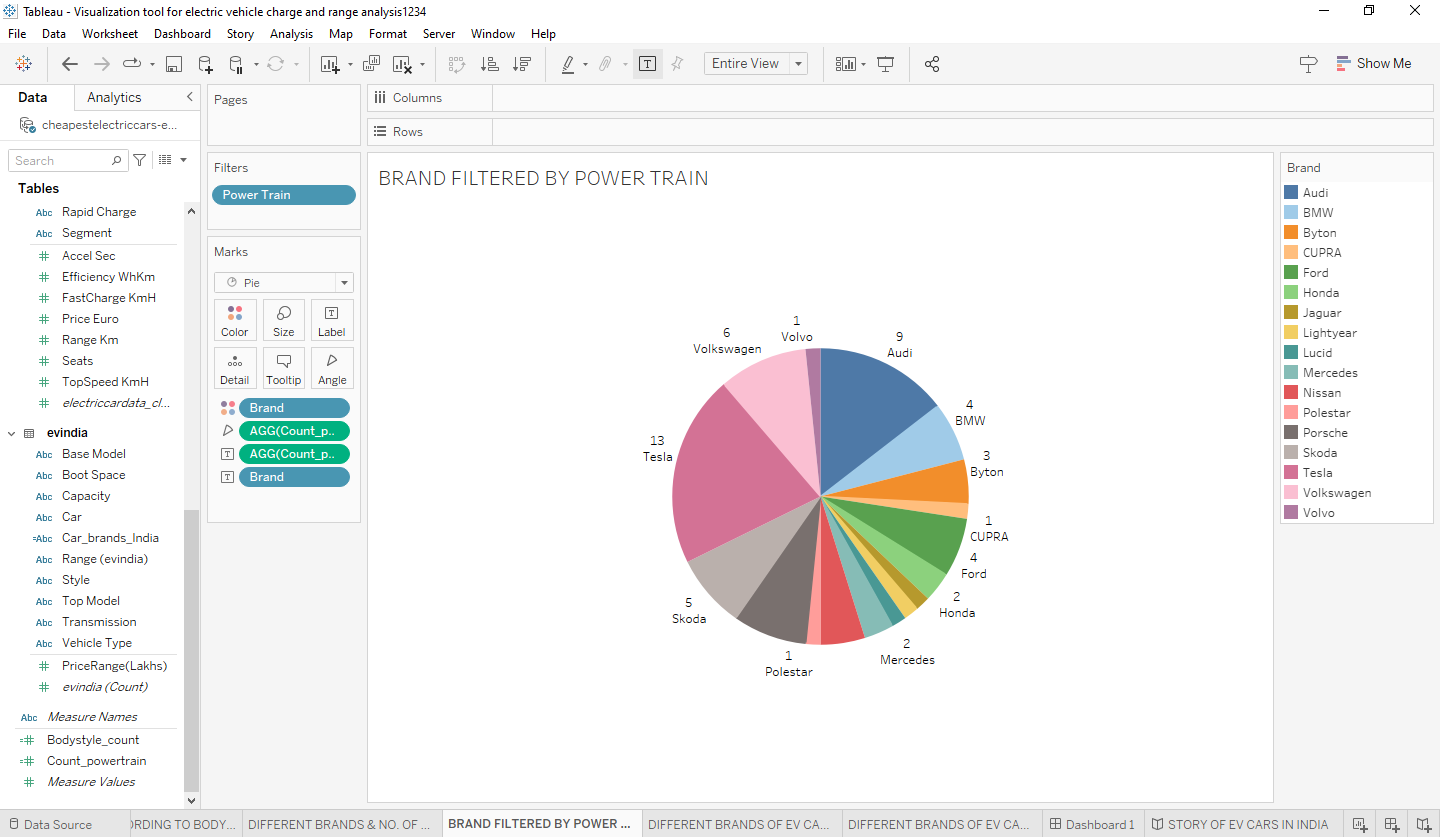 Tableau - Visualization tool for electric vehicle charge and range analysis1234
File Data Worksheet Dashboard Story Analysis Map Format Server Window Help
Entire View
Show Me
Data Analytics
cheapestelectriccars-e...
Search
Tables
Abc Rapid Charge
Abc Segment
# Accel Sec
# Efficiency WhKm
# FastCharge KmH
# Price Euro
# Range Km
# Seats
# TopSpeed KmH
# electriccardata_cl...
evindia
Abc Base Model
Abc Boot Space
Abc Capacity
Abc Car
=Abc Car_brands_India
Abc Range (evindia)
Abc Style
Abc Top Model
Abc Transmission
Abc Vehicle Type
# PriceRange(Lakhs)
# evindia (Count)
Abc Measure Names
=# Bodystyle_count
=# Count_powertrain
# Measure Values
Pages
Filters
Power Train
Marks
Pie
Color Size Label
Detail Tooltip Angle
Brand
AGG(Count_p..
AGG(Count_p..
Brand
Columns
Rows
BRAND FILTERED BY POWER TRAIN
9
Audi
4
BMW
3
Byton
1
CUPRA
4
Ford
2
Honda
2
Mercedes
1
Polestar
5
Skoda
13
Tesla
6
Volkswagen
1
Volvo
Brand
Audi
BMW
Byton
CUPRA
Ford
Honda
Jaguar
Lightyear
Lucid
Mercedes
Nissan
Polestar
Porsche
Skoda
Tesla
Volkswagen
Volvo
Data Source
RDING TO BODY... DIFFERENT BRANDS & NO. OF ... BRAND FILTERED BY POWER ... DIFFERENT BRANDS OF EV CA... DIFFERENT BRANDS OF EV CA... Dashboard 1 STORY OF EV CARS IN INDIA